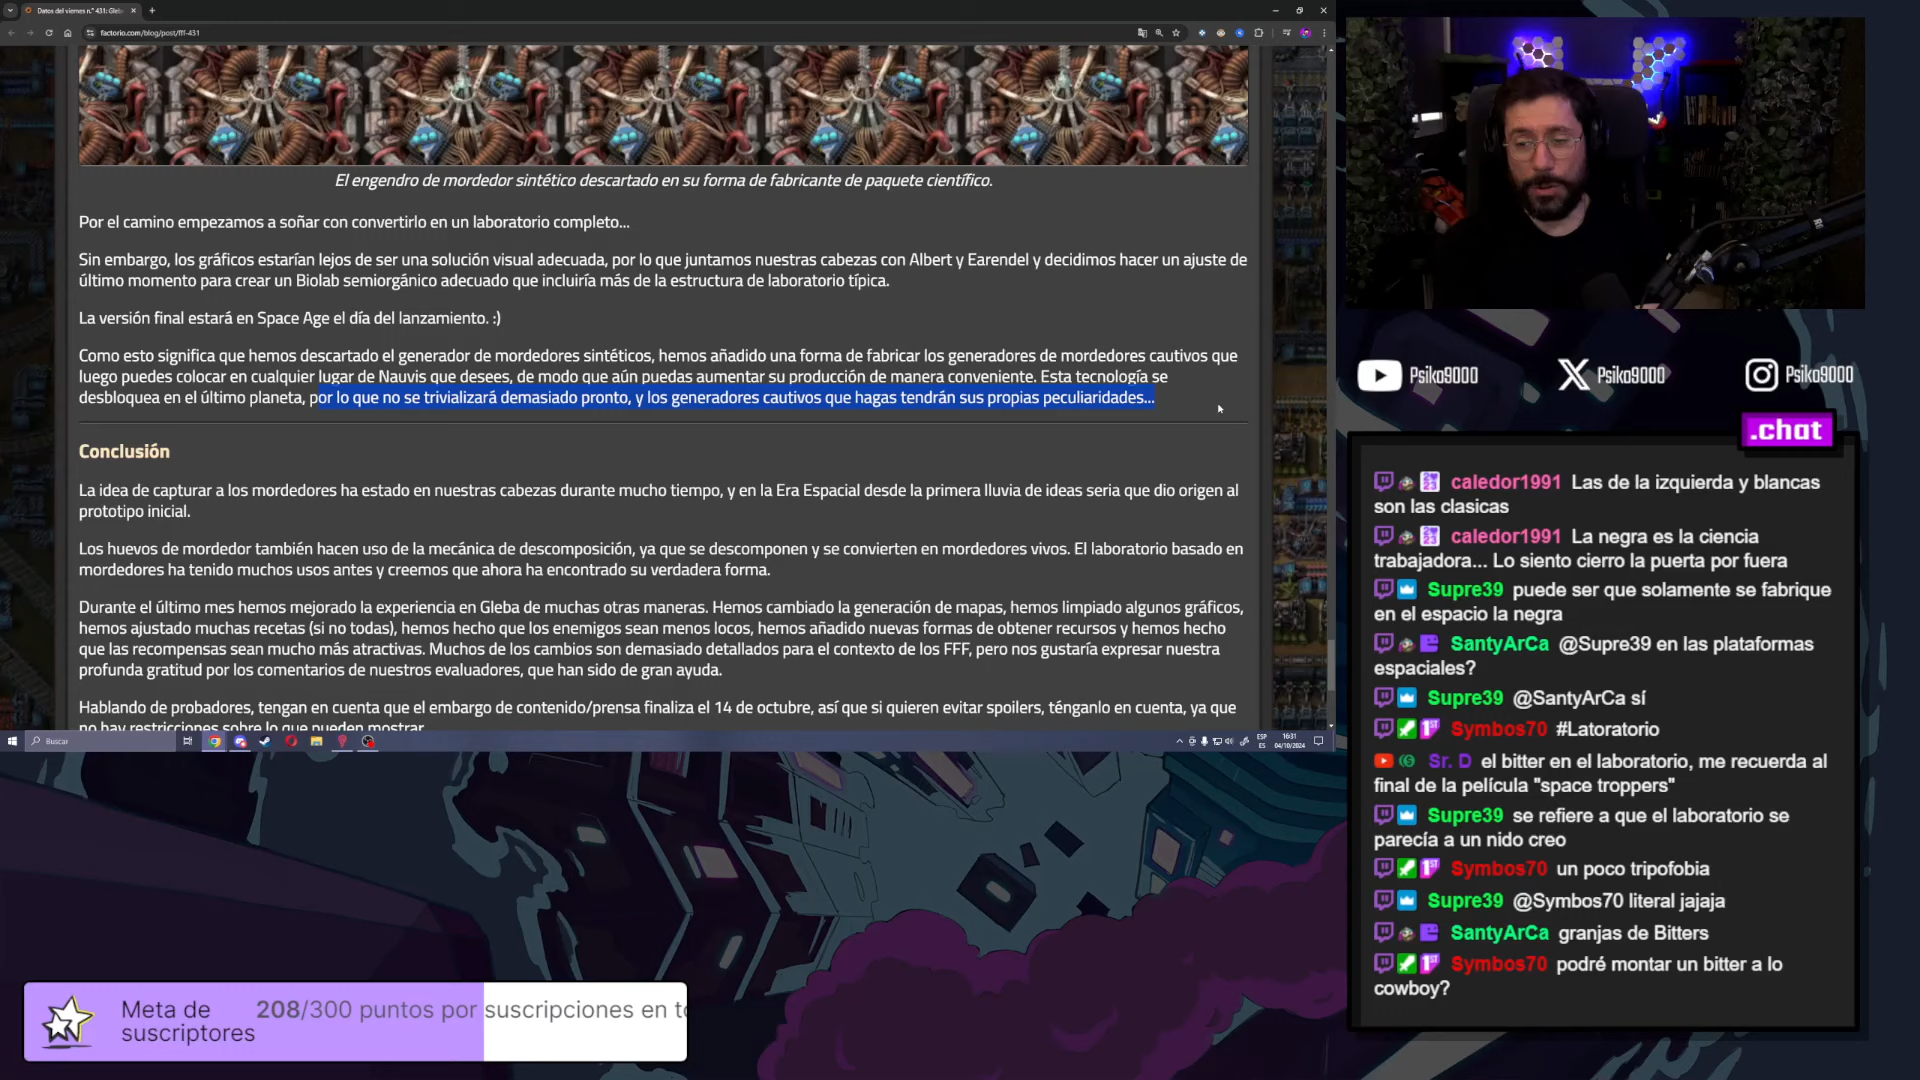 Datos del viernes n.° 431: Gleb
factorio.com/blog/post/fff-431
El engendro de mordedor sintético descartado en su forma de fabricante de paquete científico.
Por el camino empezamos a soñar con convertirlo en un laboratorio completo...
Sin embargo, los gráficos estarían lejos de ser una solución visual adecuada, por lo que juntamos nuestras cabezas con Albert y Earendel y decidimos hacer un ajuste de
último momento para crear un Biolab semiorgánico adecuado que incluiría más de la estructura de laboratorio típica.
La versión final estará en Space Age el día del lanzamiento. :)
Como esto significa que hemos descartado el generador de mordedores sintéticos, hemos añadido una forma de fabricar los generadores de mordedores cautivos que
luego puedes colocar en cualquier lugar de Nauvis que desees, de modo que aún puedas aumentar su producción de manera conveniente. Esta tecnología se
desbloquea en el último planeta, por lo que no se trivializará demasiado pronto, y los generadores cautivos que hagas tendrán sus propias peculiaridades...
Conclusión
La idea de capturar a los mordedores ha estado en nuestras cabezas durante mucho tiempo, y en la Era Espacial desde la primera lluvia de ideas seria que dio origen al
prototipo inicial.
Los huevos de mordedor también hacen uso de la mecánica de descomposición, ya que se descomponen y se convierten en mordedores vivos. El laboratorio basado en
mordedores ha tenido muchos usos antes y creemos que ahora ha encontrado su verdadera forma.
Durante el último mes hemos mejorado la experiencia en Gleba de muchas otras maneras. Hemos cambiado la generación de mapas, hemos limpiado algunos gráficos,
hemos ajustado muchas recetas (si no todas), hemos hecho que los enemigos sean menos locos, hemos añadido nuevas formas de obtener recursos y hemos hecho
que las recompensas sean mucho más atractivas. Muchos de los cambios son demasiado detallados para el contexto de los FFF, pero nos gustaría expresar nuestra
profunda gratitud por los comentarios de nuestros evaluadores, que han sido de gran ayuda.
Hablando de probadores, tengan en cuenta que el embargo de contenido/prensa finaliza el 14 de octubre, así que si quieren evitar spoilers, ténganlo en cuenta, ya que
no hay restricciones sobre lo que pueden mostrar.
Buscar
ESP
ES
16:31
04/10/2024
Psiko9000
Psiko9000
Psiko9000
.chat
caledor1991 Las de la izquierda y blancas
son las clasicas
caledor1991 La negra es la ciencia
trabajadora... Lo siento cierro la puerta por fuera
Supre39 puede ser que solamente se fabrique
en el espacio la negra
SantyArCa @Supre39 en las plataformas
espaciales?
Supre39 @SantyArCa sí
Symbos70 #Latoratorio
Sr. D el bitter en el laboratorio, me recuerda al
final de la película "space troppers"
Supre39 se refiere a que el laboratorio se
parecía a un nido creo
Symbos70 un poco tripofobia
Supre39 @Symbos70 literal jajaja
SantyArCa granjas de Bitters
Symbos70 podré montar un bitter a lo
cowboy?
Meta de
suscriptores
208/300 puntos por suscripciones en to